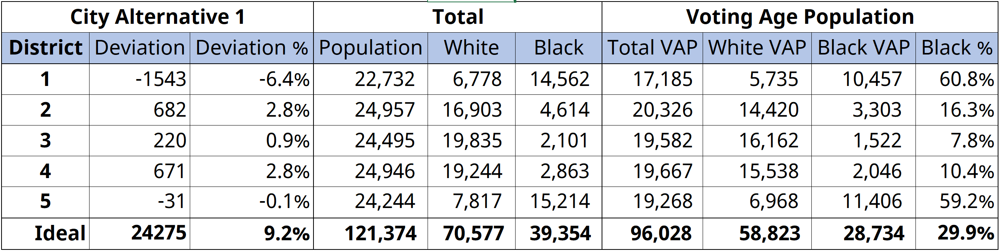 City Alternative 1 Total Voting Age Population
District Deviation Deviation % Population White Black Total VAP White VAP Black VAP Black %
1 -1543 -6.4% 22,732 6,778 14,562 17,185 5,735 10,457 60.8%
2 682 2.8% 24,957 16,903 4,614 20,326 14,420 3,303 16.3%
3 220 0.9% 24,495 19,835 2,101 19,582 16,162 1,522 7.8%
4 671 2.8% 24,946 19,244 2,863 19,667 15,538 2,046 10.4%
5 -31 -0.1% 24,244 7,817 15,214 19,268 6,968 11,406 59.2%
Ideal 24275 9.2% 121,374 70,577 39,354 96,028 58,823 28,734 29.9%